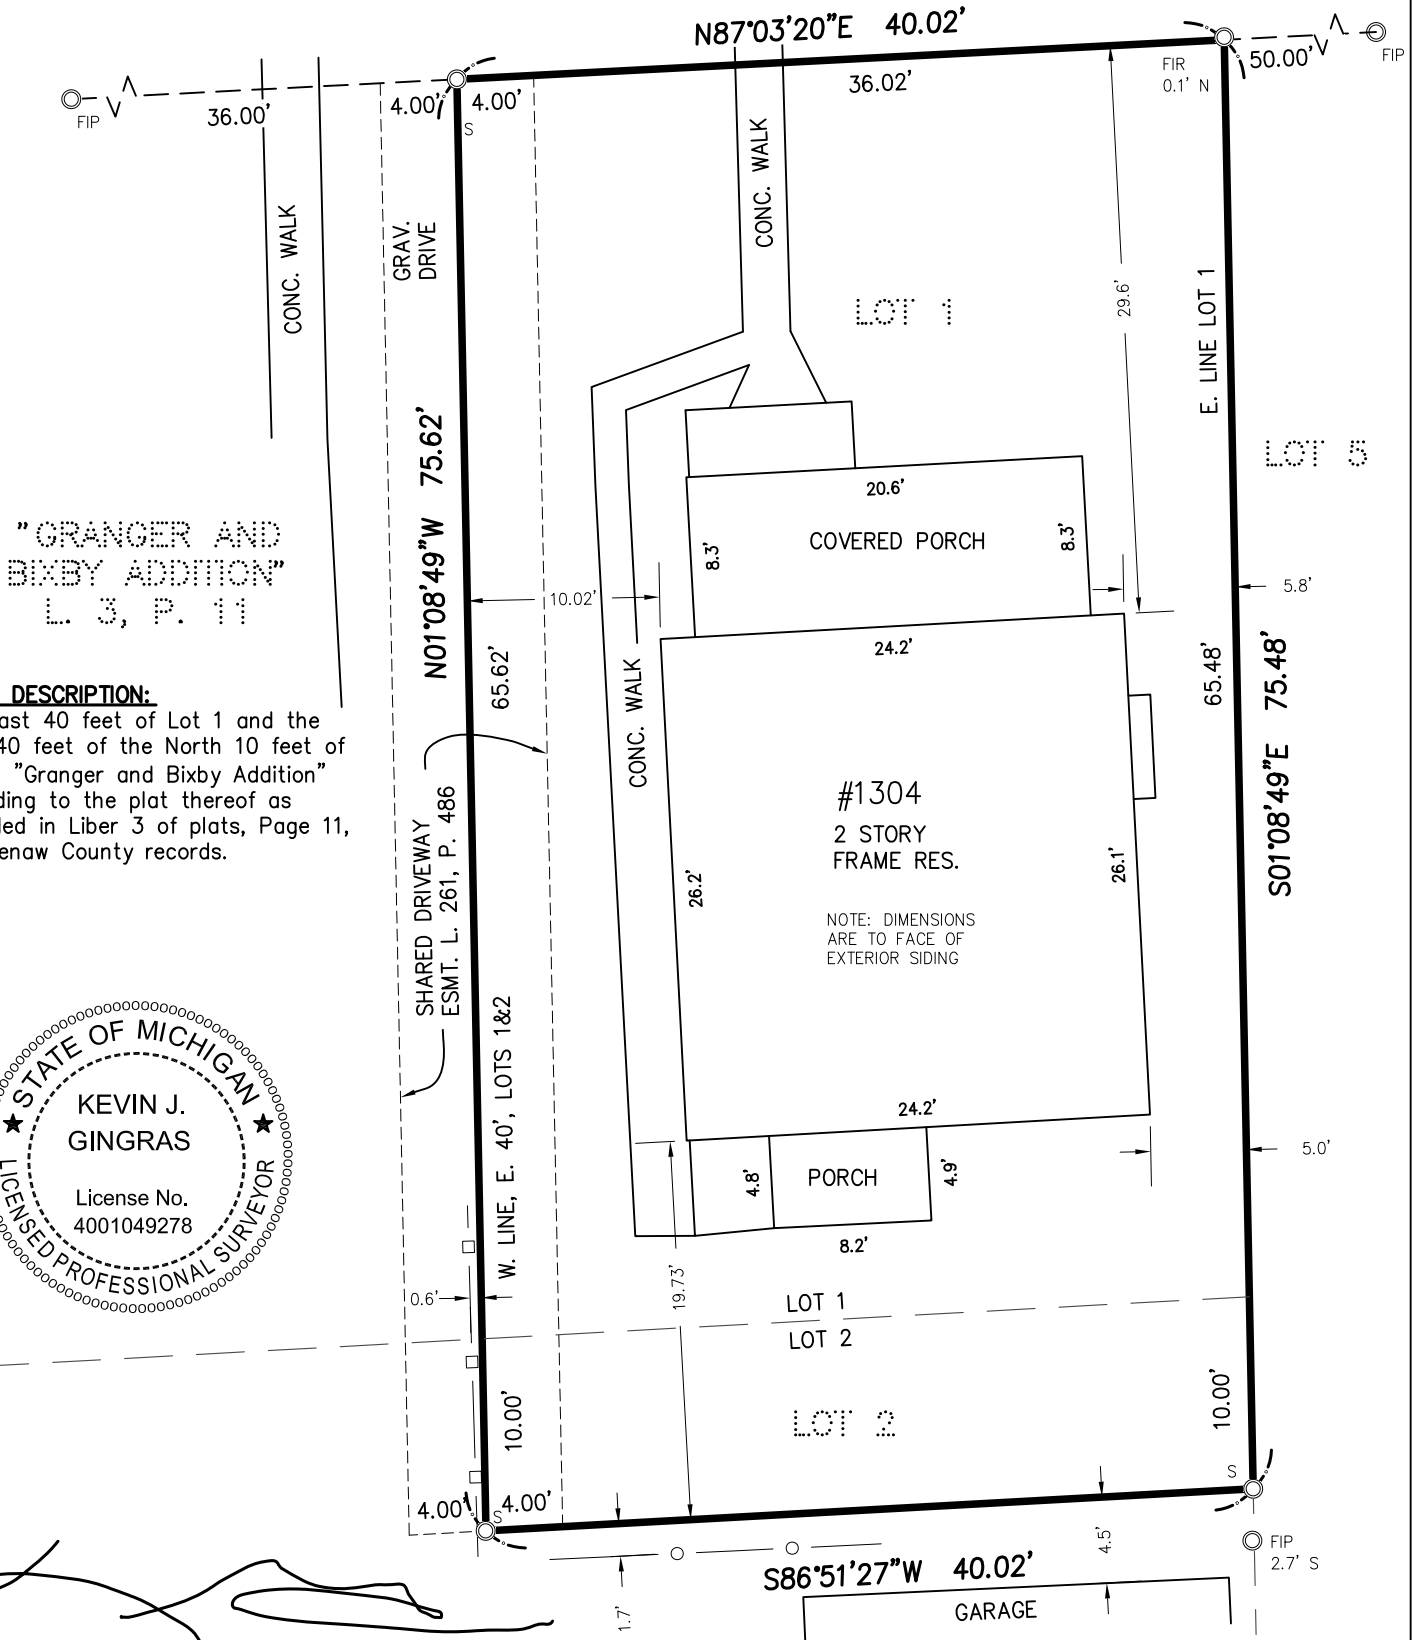 N87°03'20"E 40.02'
FIP
36.00'
4.00'
4.00'
36.02'
FIR
0.1' N
50.00'
FIP
S
CONC. WALK
GRAV.
DRIVE
CONC. WALK
LOT 1
29.6'
E. LINE LOT 1
LOT 5
N01°08'49"W 75.62'
20.6'
COVERED PORCH
8.3'
8.3'
"GRANGER AND
BIXBY ADDITION"
L. 3, P. 11
10.02'
5.8'
24.2'
65.62'
65.48'
S01°08'49"E 75.48'
CONC. WALK
DESCRIPTION:
ast 40 feet of Lot 1 and the
40 feet of the North 10 feet of
"Granger and Bixby Addition"
ding to the plat thereof as
led in Liber 3 of plats, Page 11,
enaw County records.
SHARED DRIVEWAY
ESMT. L. 261, P. 486
#1304
2 STORY
FRAME RES.
26.2'
26.1'
NOTE: DIMENSIONS
ARE TO FACE OF
EXTERIOR SIDING
STATE OF MICHIGAN
KEVIN J.
GINGRAS
License No.
4001049278
LICENSED PROFESSIONAL SURVEYOR
W. LINE, E. 40', LOTS 1&2
24.2'
4.8'
PORCH
4.9'
5.0'
8.2'
0.6'
19.73'
LOT 1
LOT 2
10.00'
LOT 2
10.00'
4.00'
4.00'
S
S
1.7'
S86°51'27"W 40.02'
4.5'
FIP
2.7' S
GARAGE